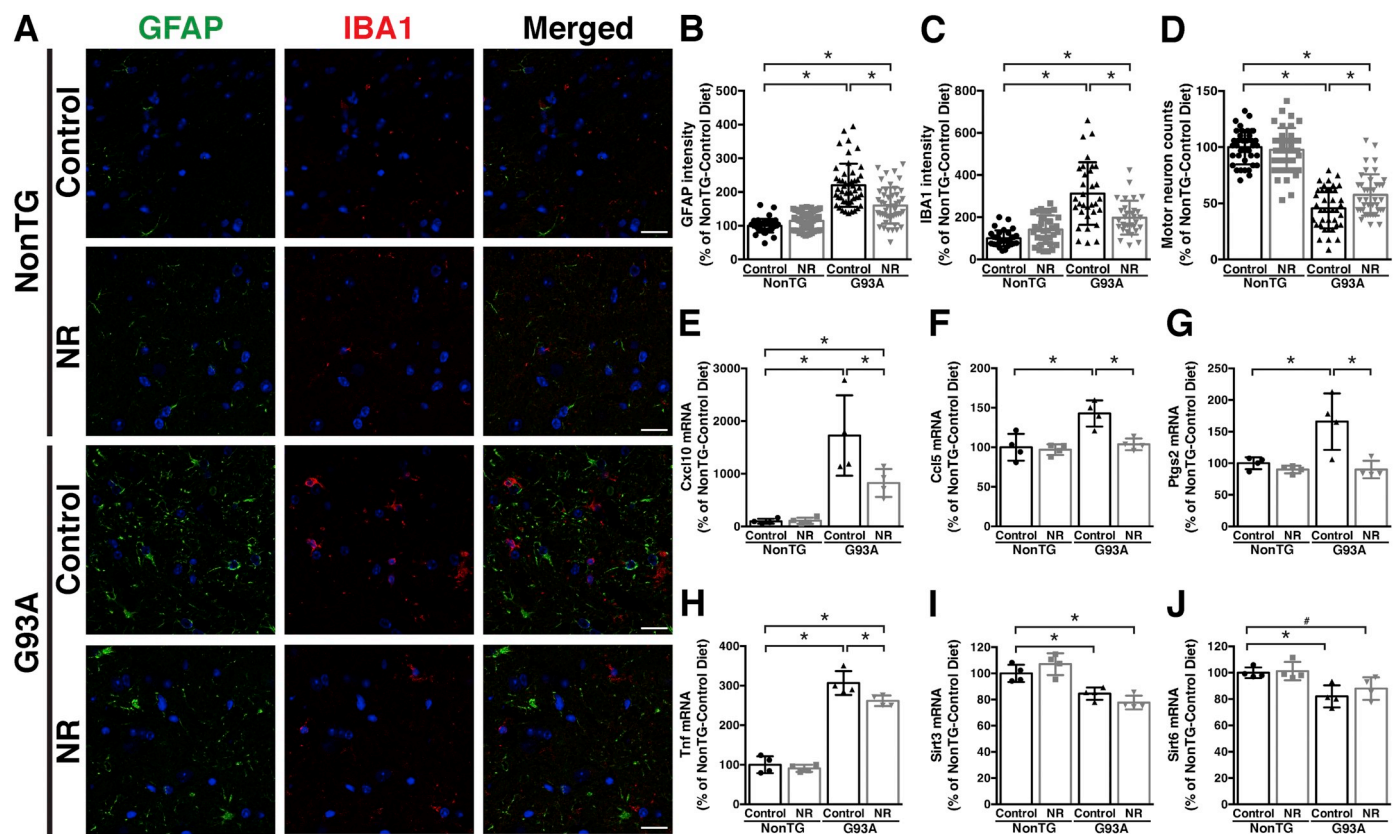 A
GFAP
IBA1
Merged
NonTG
Control
NR
G93A
Control
NR
B
GFAP intensity
(% of NonTG-Control Diet)
500
400
300
200
100
0
* * *
Control NR Control NR
NonTG G93A
C
IBA1 intensity
(% of NonTG-Control Diet)
800
600
400
200
0
* * *
Control NR Control NR
NonTG G93A
D
Motor neuron counts
(% of NonTG-Control Diet)
150
100
50
0
* * *
Control NR Control NR
NonTG G93A
E
Cxcl10 mRNA
(% of NonTG-Control Diet)
3000
2000
1000
0
* * *
Control NR Control NR
NonTG G93A
F
Ccl5 mRNA
(% of NonTG-Control Diet)
200
150
100
50
0
* *
Control NR Control NR
NonTG G93A
G
Ptgs2 mRNA
(% of NonTG-Control Diet)
250
200
150
100
50
0
* *
Control NR Control NR
NonTG G93A
H
Tnf mRNA
(% of NonTG-Control Diet)
400
300
200
100
0
* * *
Control NR Control NR
NonTG G93A
I
Sirt3 mRNA
(% of NonTG-Control Diet)
120
100
80
60
40
20
0
* *
Control NR Control NR
NonTG G93A
J
Sirt6 mRNA
(% of NonTG-Control Diet)
120
100
80
60
40
20
0
#
*
Control NR Control NR
NonTG G93A